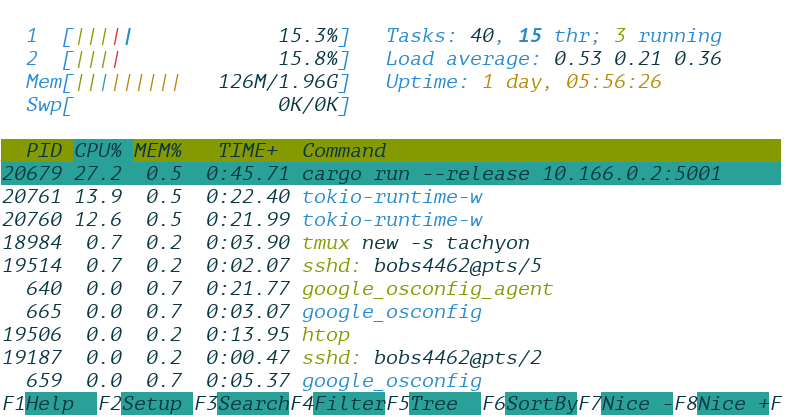 1 [||||| 15.3%] Tasks: 40, 15 thr; 3 running
2 [|||| 15.8%] Load average: 0.53 0.21 0.36
Mem[||||||||| 126M/1.96G] Uptime: 1 day, 05:56:26
Swp[ 0K/0K]
PID CPU% MEM% TIME+ Command
20679 27.2 0.5 0:45.71 cargo run --release 10.166.0.2:5001
20761 13.9 0.5 0:22.40 tokio-runtime-w
20760 12.6 0.5 0:21.99 tokio-runtime-w
18984 0.7 0.2 0:03.90 tmux new -s tachyon
19514 0.7 0.2 0:02.07 sshd: bobs4462@pts/5
640 0.0 0.7 0:21.77 google_osconfig_agent
665 0.0 0.7 0:03.07 google_osconfig
19506 0.0 0.2 0:13.95 htop
19187 0.0 0.2 0:00.47 sshd: bobs4462@pts/2
659 0.0 0.7 0:05.37 google_osconfig
F1Help F2Setup F3SearchF4FilterF5Tree F6SortByF7Nice -F8Nice +F